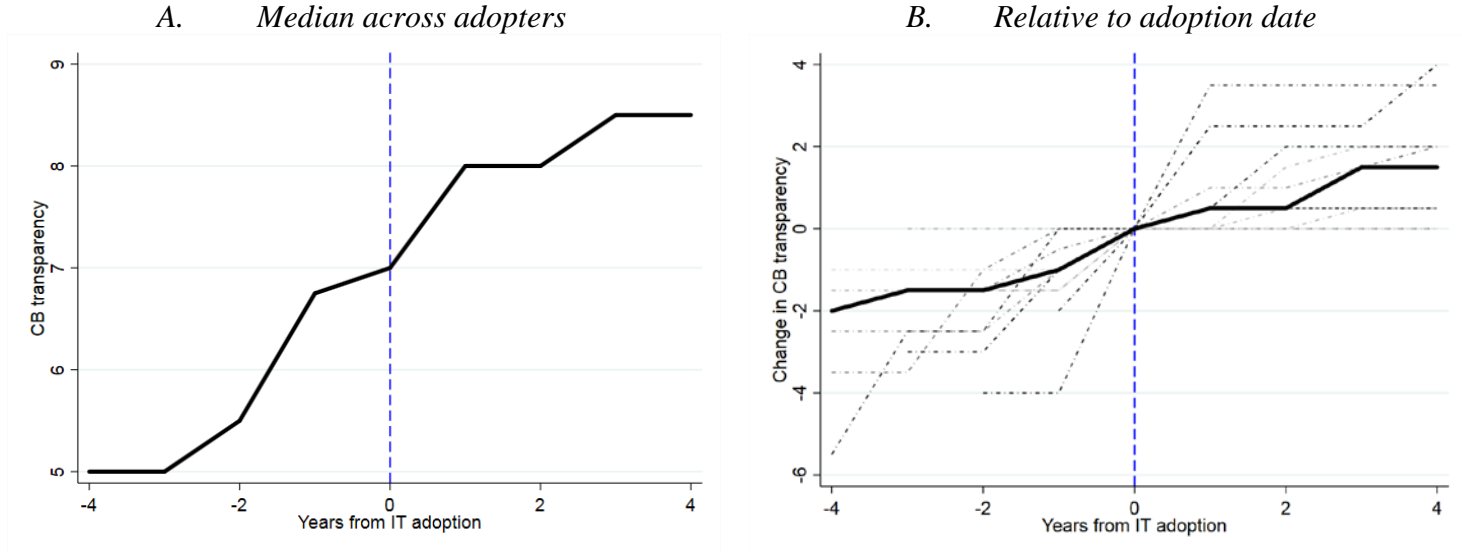 A. Median across adopters
B. Relative to adoption date
CB transparency
9
8
7
6
5
-4 -2 0 2 4
Years from IT adoption
Change in CB transparency
4
2
0
-2
-4
-6
-4 -2 0 2 4
Years from IT adoption